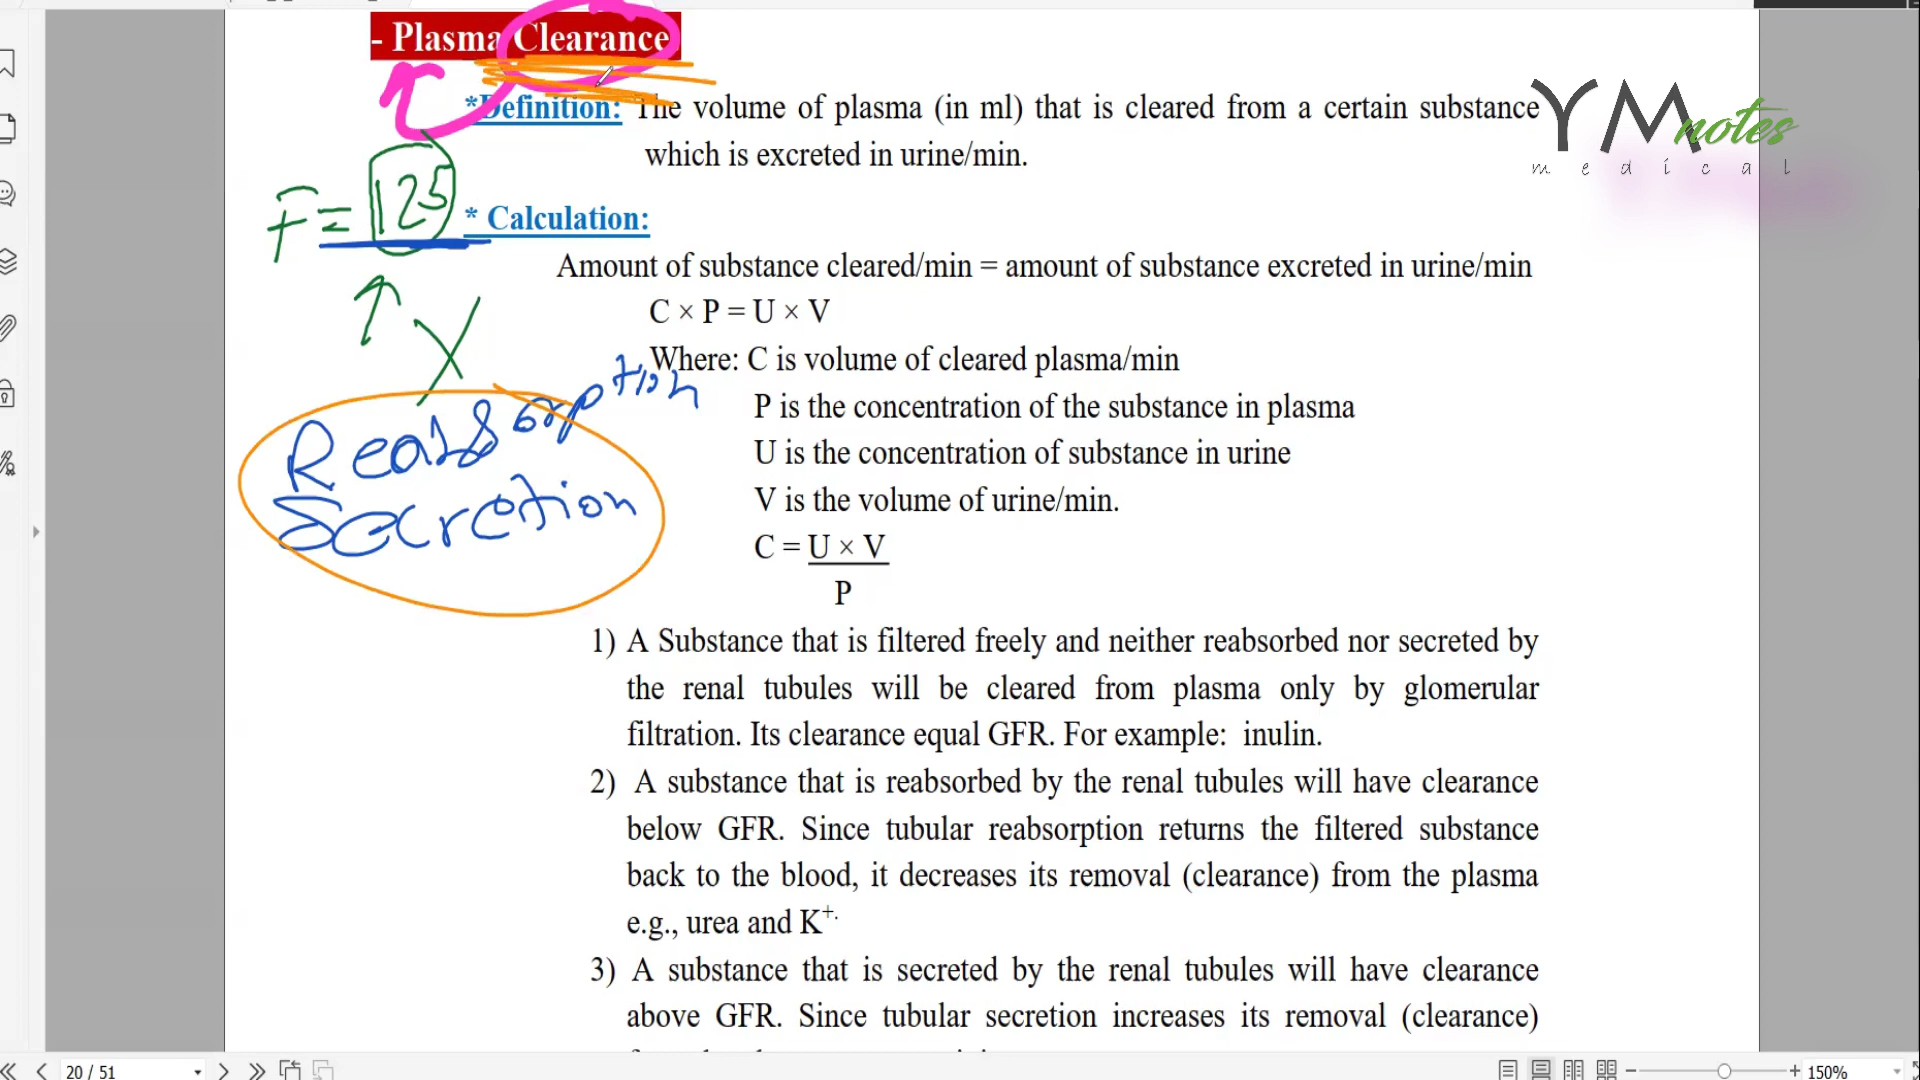 - Plasma Clearance
*Definition: The volume of plasma (in ml) that is cleared from a certain substance
which is excreted in urine/min.
YM notes
medical
F = 125
* Calculation:
Amount of substance cleared/min = amount of substance excreted in urine/min
C × P = U × V
Where: C is volume of cleared plasma/min
P is the concentration of the substance in plasma
U is the concentration of substance in urine
V is the volume of urine/min.
Reabsorption
Secretion
C = U × V
P
1) A Substance that is filtered freely and neither reabsorbed nor secreted by
the renal tubules will be cleared from plasma only by glomerular
filtration. Its clearance equal GFR. For example: inulin.
2) A substance that is reabsorbed by the renal tubules will have clearance
below GFR. Since tubular reabsorption returns the filtered substance
back to the blood, it decreases its removal (clearance) from the plasma
e.g., urea and K⁺.
3) A substance that is secreted by the renal tubules will have clearance
above GFR. Since tubular secretion increases its removal (clearance)
20 / 51
150%